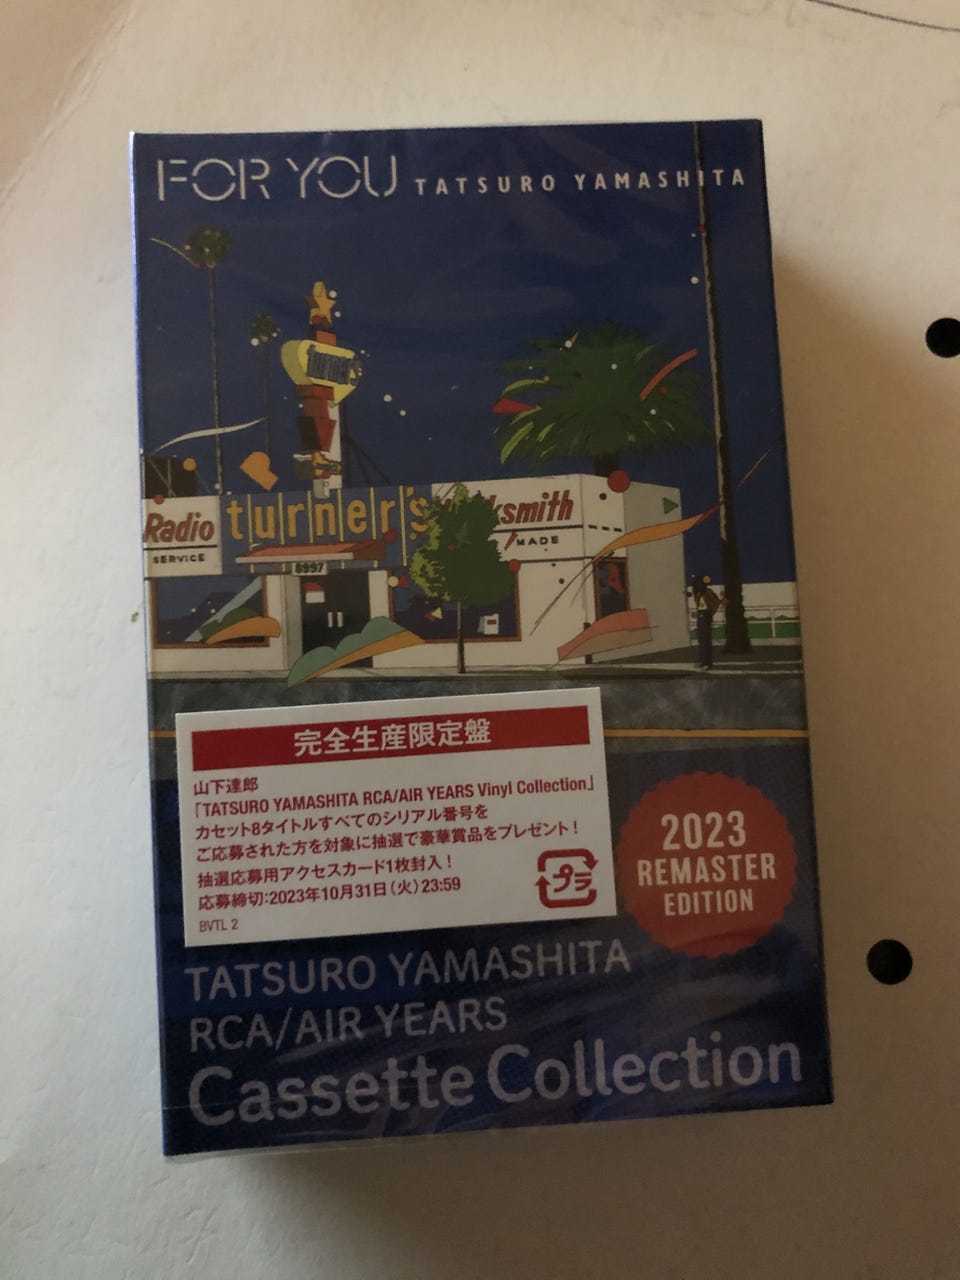 FOR YOU TATSURO YAMASHITA
turner's
Radio turner's ksmith
SERVICE MADE
8997
完全生産限定盤
山下達郎
「TATSURO YAMASHITA RCA/AIR YEARS Vinyl Collection」
カセット8タイトルすべてのシリアル番号を
ご応募された方を対象に抽選で豪華賞品をプレゼント!
抽選応募用アクセスカード1枚封入!
応募締切:2023年10月31日(火)23:59
BVTL 2
プラ
2023
REMASTER
EDITION
TATSURO YAMASHITA
RCA/AIR YEARS
Cassette Collection